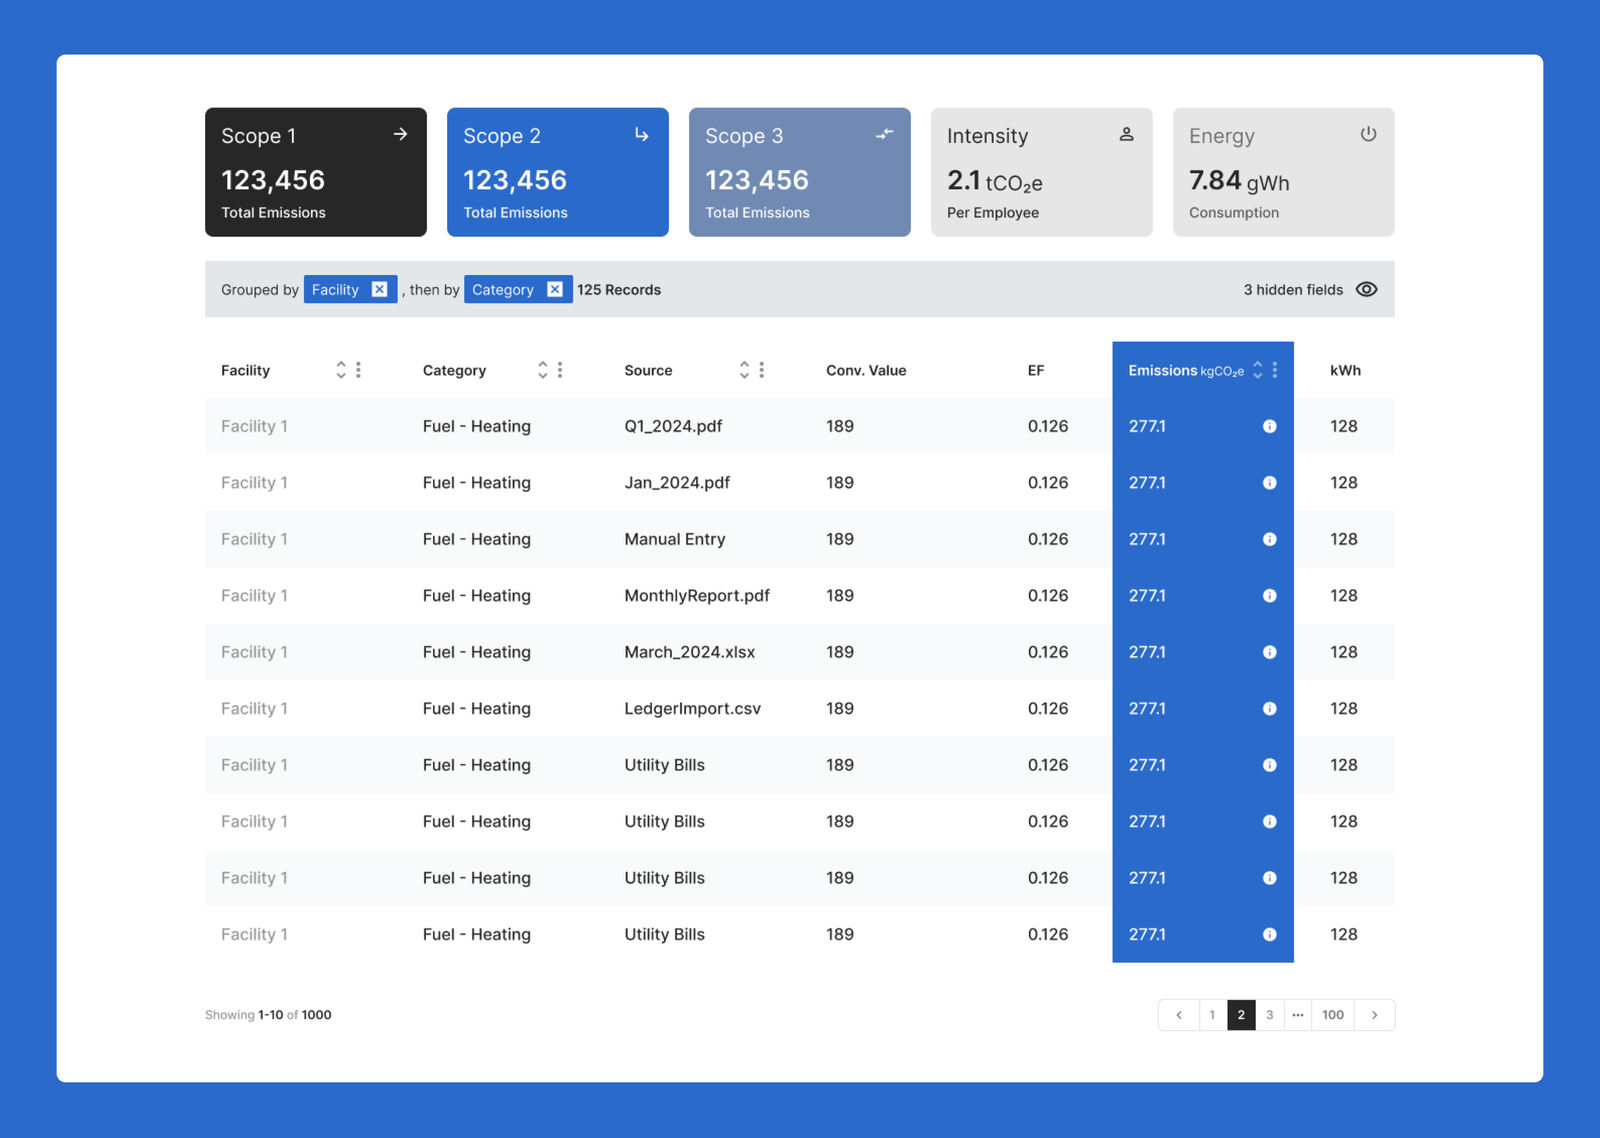 Scope 1
123,456
Total Emissions
Scope 2
123,456
Total Emissions
Scope 3
123,456
Total Emissions
Intensity
2.1 tCO₂e
Per Employee
Energy
7.84 gWh
Consumption
Grouped by Facility , then by Category 125 Records 3 hidden fields
Facility Category Source Conv. Value EF Emissions kgCO₂e kWh
Facility 1 Fuel - Heating Q1_2024.pdf 189 0.126 277.1 128
Facility 1 Fuel - Heating Jan_2024.pdf 189 0.126 277.1 128
Facility 1 Fuel - Heating Manual Entry 189 0.126 277.1 128
Facility 1 Fuel - Heating MonthlyReport.pdf 189 0.126 277.1 128
Facility 1 Fuel - Heating March_2024.xlsx 189 0.126 277.1 128
Facility 1 Fuel - Heating LedgerImport.csv 189 0.126 277.1 128
Facility 1 Fuel - Heating Utility Bills 189 0.126 277.1 128
Facility 1 Fuel - Heating Utility Bills 189 0.126 277.1 128
Facility 1 Fuel - Heating Utility Bills 189 0.126 277.1 128
Facility 1 Fuel - Heating Utility Bills 189 0.126 277.1 128
Showing 1-10 of 1000 1 2 3 ··· 100